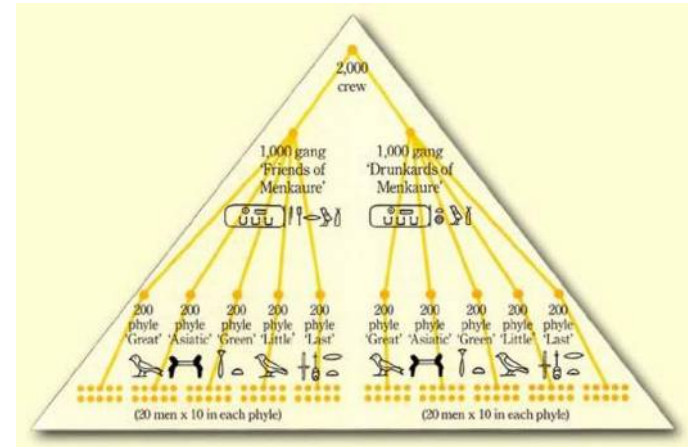 2,000
crew
1,000 gang
'Friends of
Menkaure'
1,000 gang
'Drunkards of
Menkaure'
200
phyle
'Great'
200
phyle
'Asiatic'
200
phyle
'Green'
200
phyle
'Little'
200
phyle
'Last'
200
phyle
'Great'
200
phyle
'Asiatic'
200
phyle
'Green'
200
phyle
'Little'
200
phyle
'Last'
(20 men x 10 in each phyle)
(20 men x 10 in each phyle)